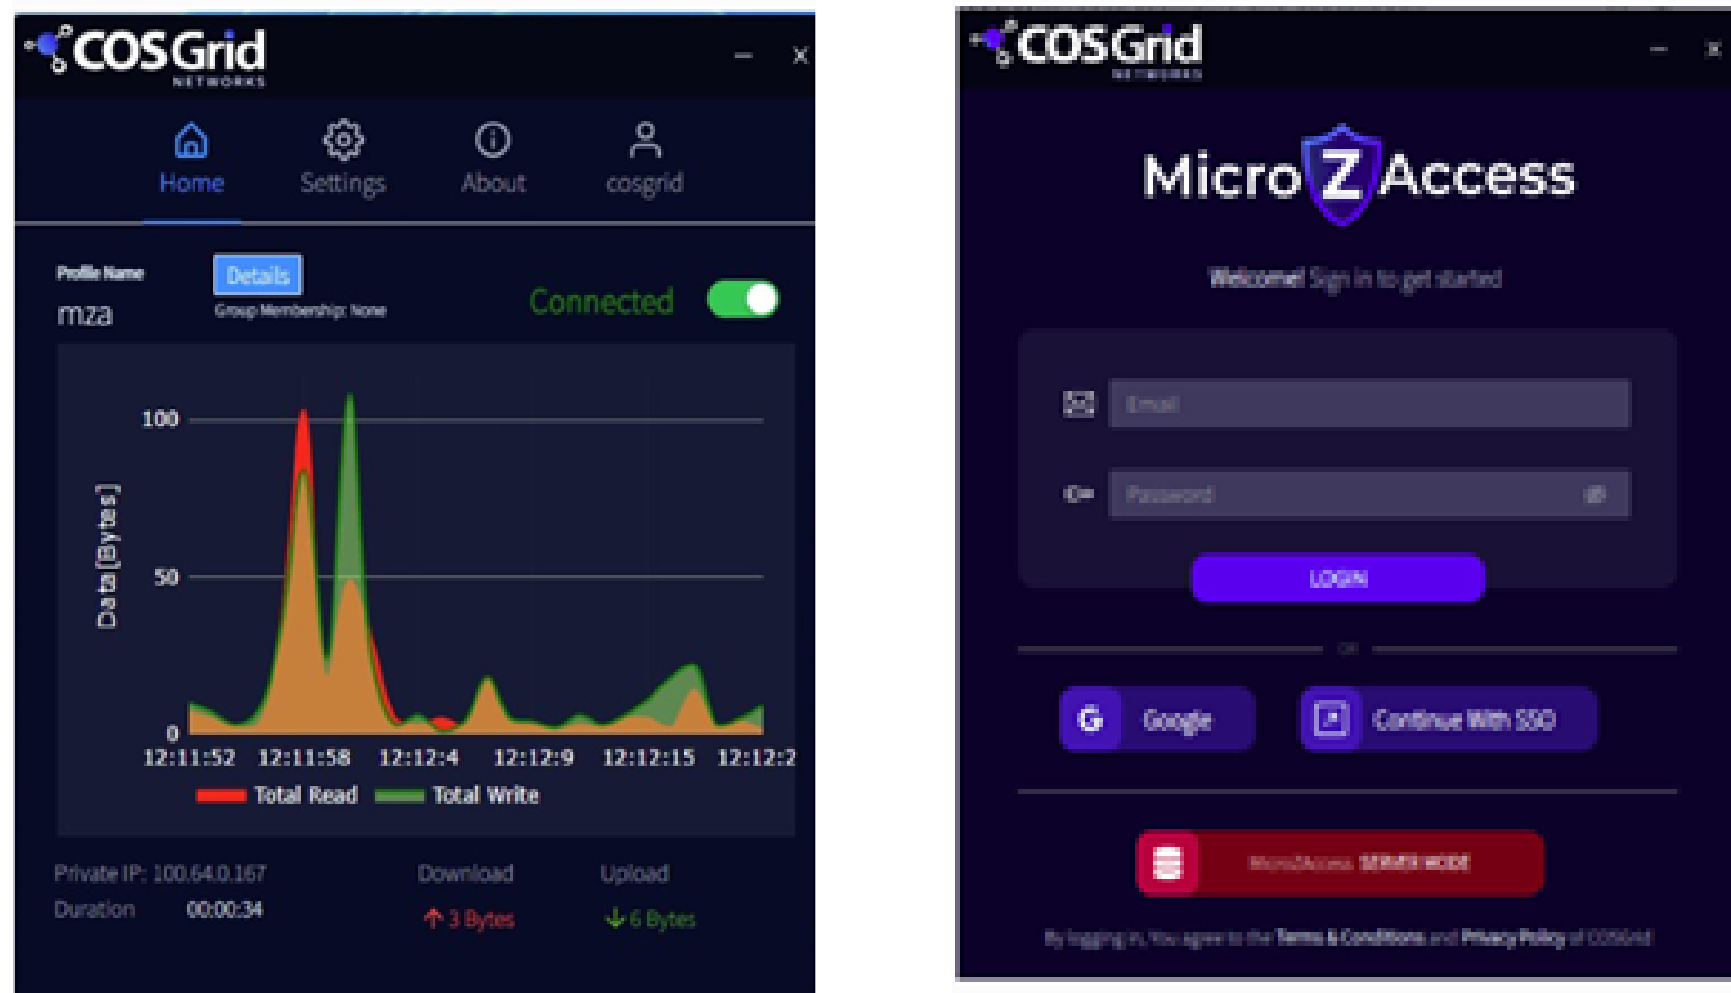 COSGrid
NETWORKS
Home Settings About cosgrid
Profile Name
Details
mza
Group Membership: None
Connected
100
50
0
Data[Bytes]
12:11:52 12:11:58 12:12:4 12:12:9 12:12:15 12:12:2
Total Read Total Write
Private IP: 100.64.0.167
Download Upload
Duration 00:00:34
3 Bytes 6 Bytes
COSGrid
NETWORKS
Micro Z Access
Welcome! Sign in to get started
Email
Password
LOGIN
OR
G Google
Continue With SSO
MicroZAccess SERVER MODE
By logging in, You agree to the Terms & Conditions and Privacy Policy of COSGrid